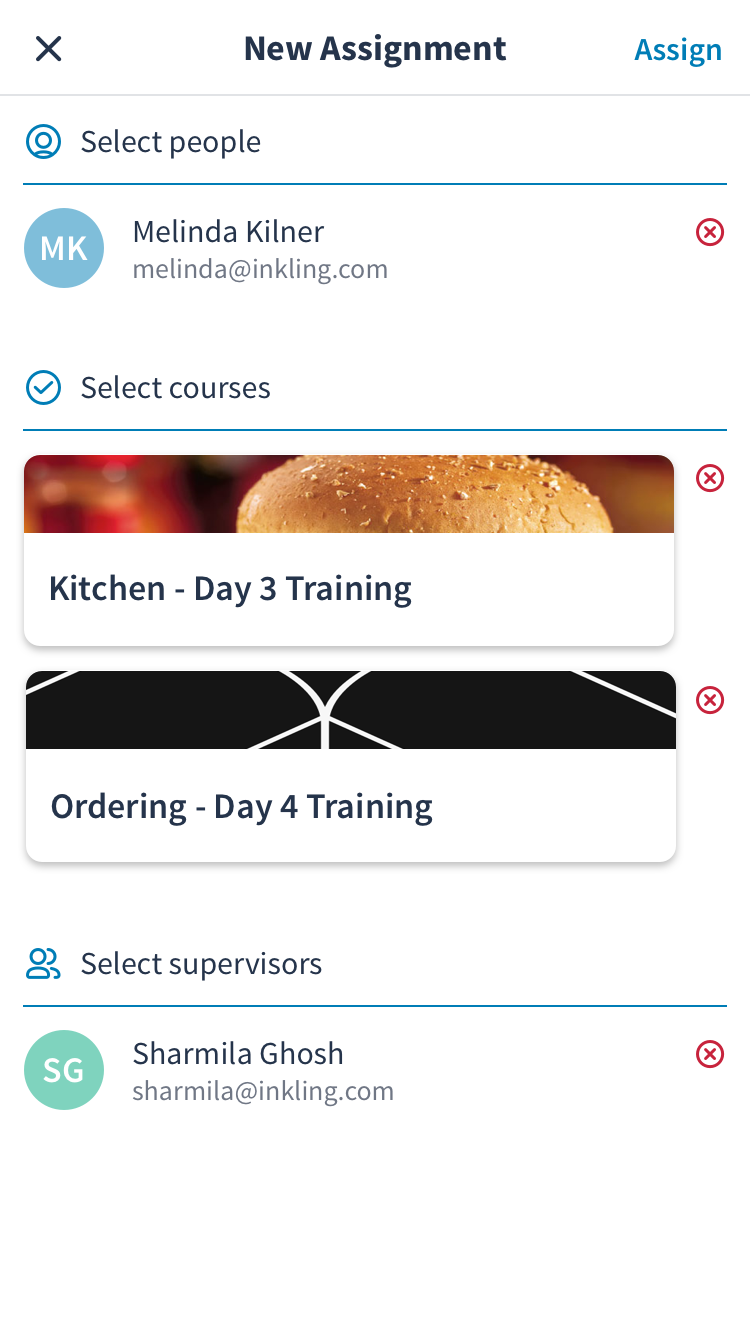 New Assignment
Assign
Select people
MK
Melinda Kilner
melinda@inkling.com
Select courses
Kitchen - Day 3 Training
Ordering - Day 4 Training
Select supervisors
SG
Sharmila Ghosh
sharmila@inkling.com